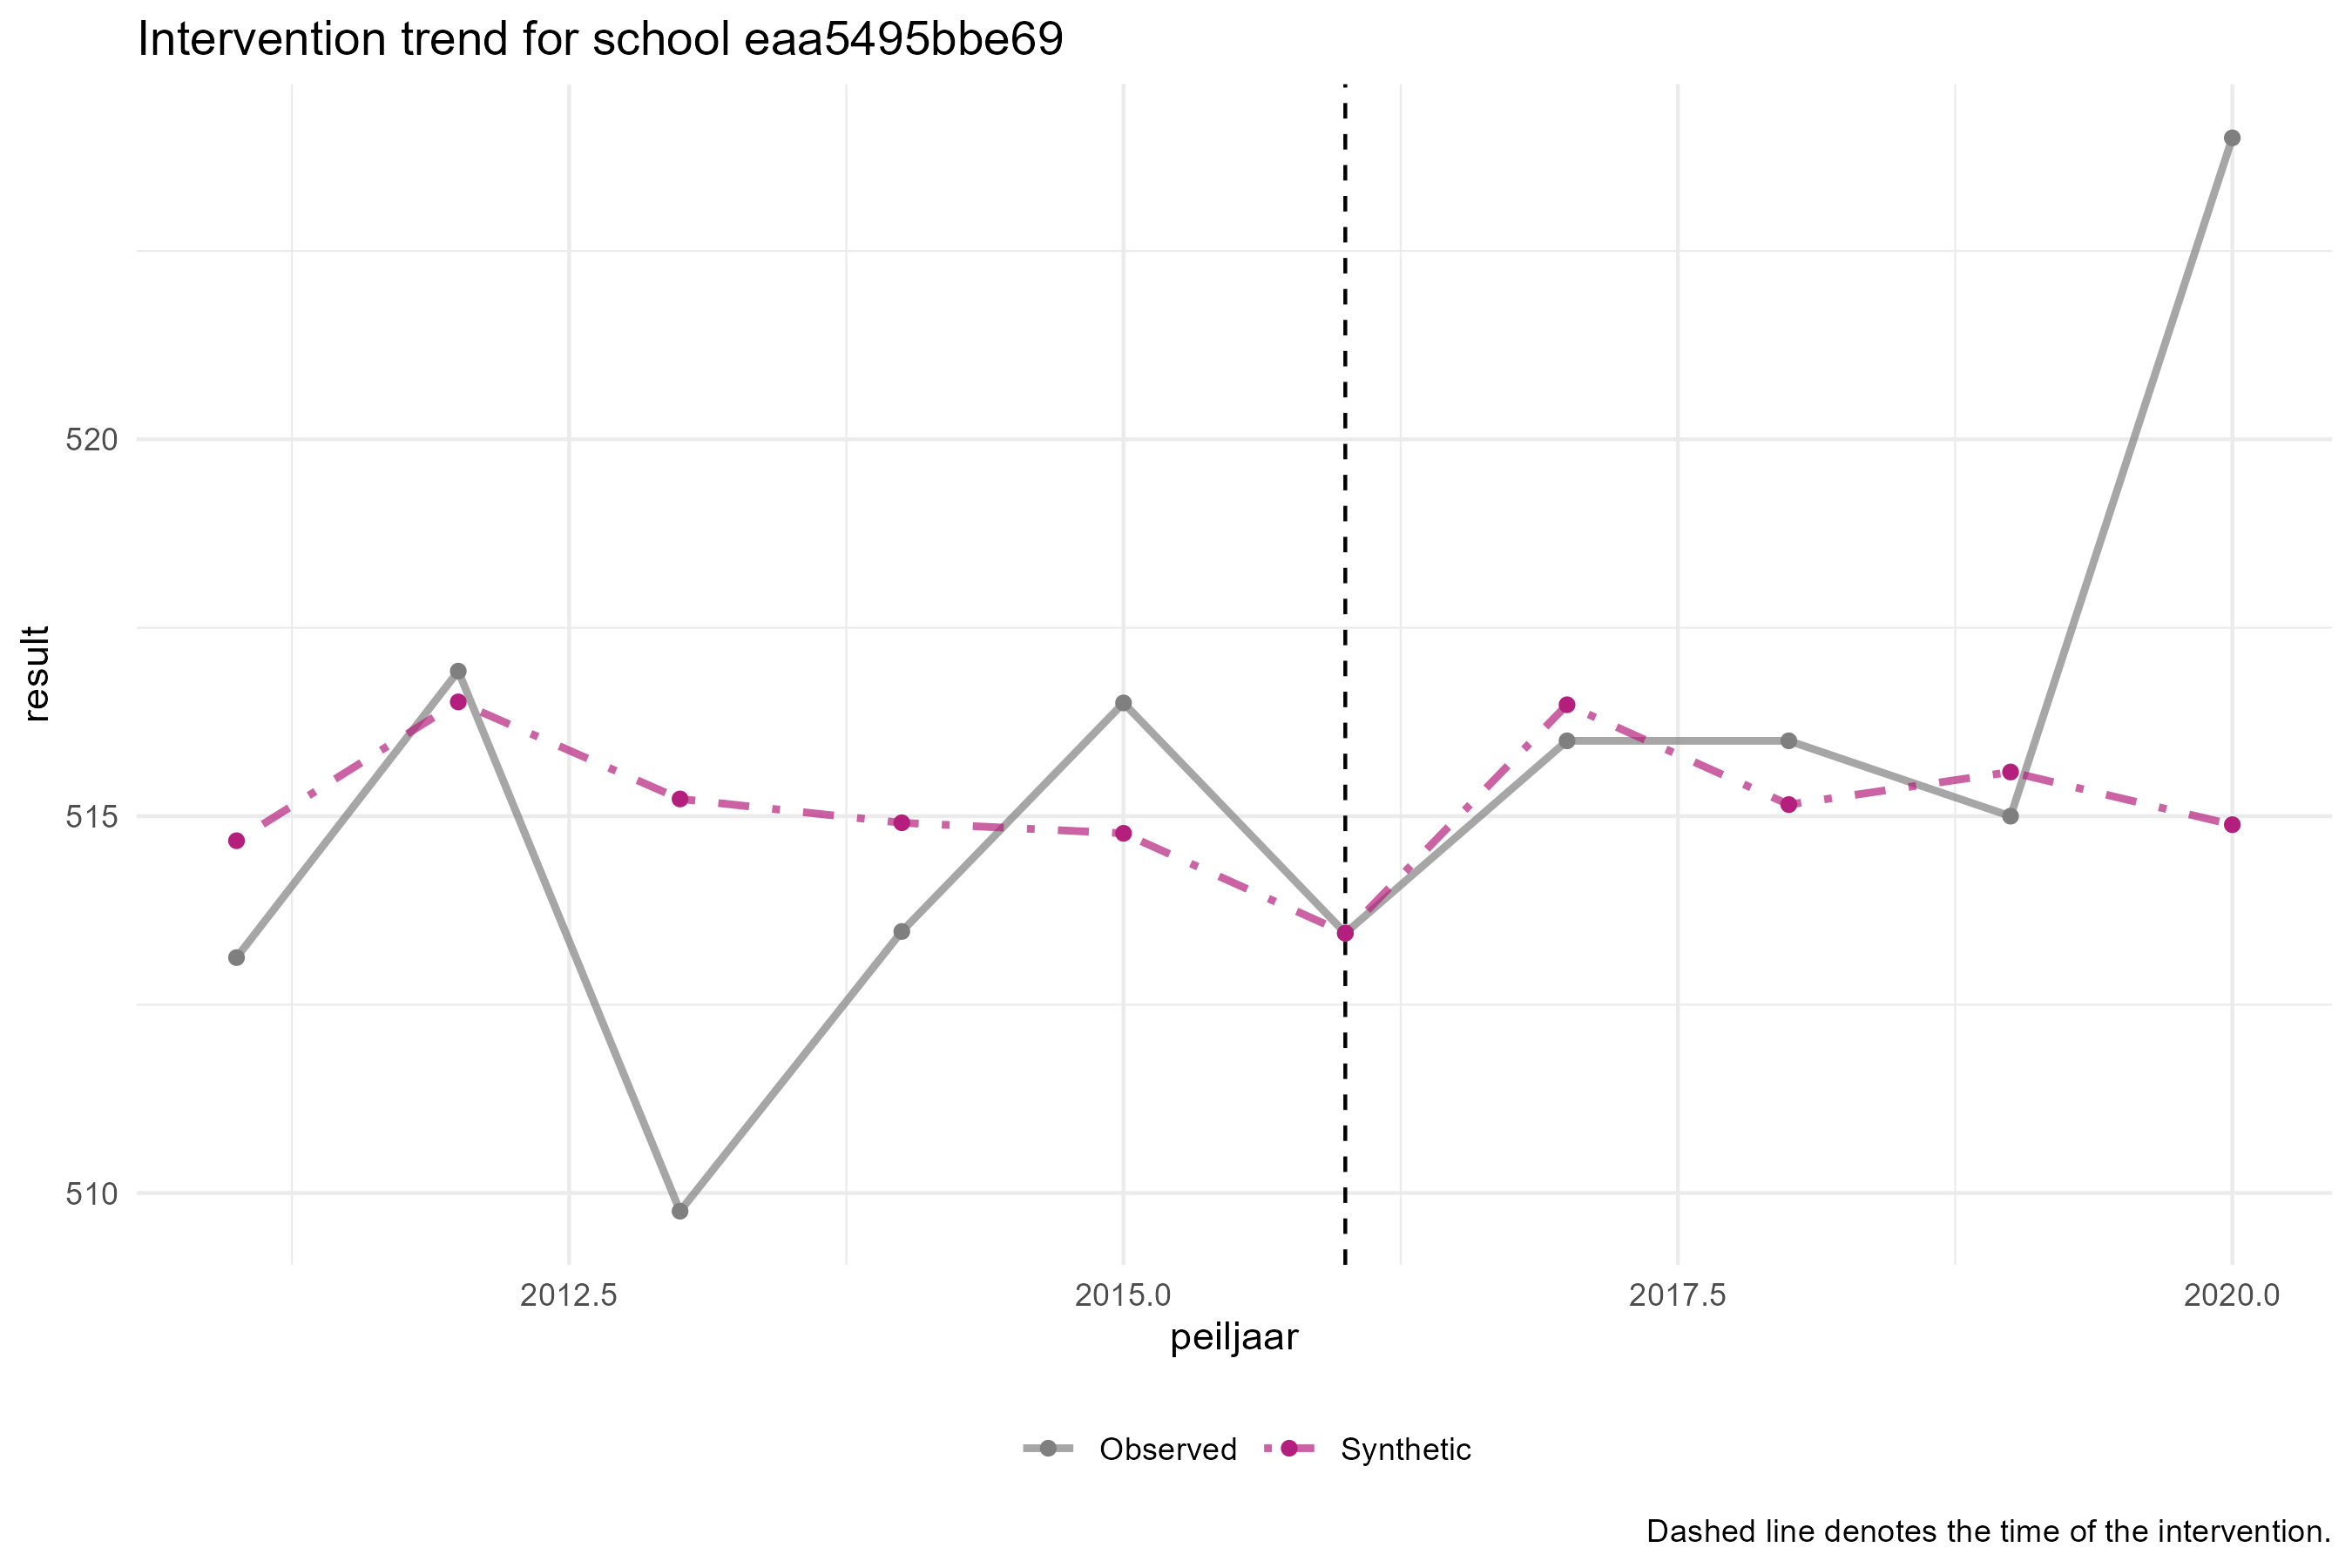 Intervention trend for school eaa5495bbe69
result
520
515
510
2012.5 2015.0 2017.5 2020.0
peiljaar
Observed Synthetic
Dashed line denotes the time of the intervention.